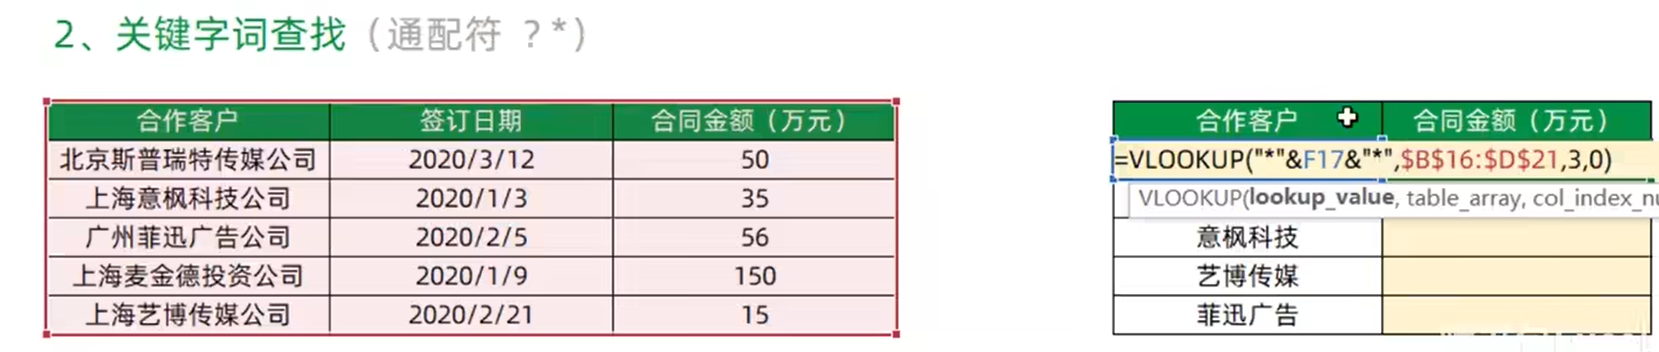 2、关键字词查找（通配符 ？*）
合作客户 签订日期 合同金额（万元）
北京斯普瑞特传媒公司 2020/3/12 50
上海意枫科技公司 2020/1/3 35
广州菲迅广告公司 2020/2/5 56
上海麦金德投资公司 2020/1/9 150
上海艺博传媒公司 2020/2/21 15
合作客户 合同金额（万元）
=VLOOKUP("*"&F17&"*",$B$16:$D$21,3,0)
VLOOKUP(lookup_value, table_array, col_index_nu
意枫科技
艺博传媒
菲迅广告